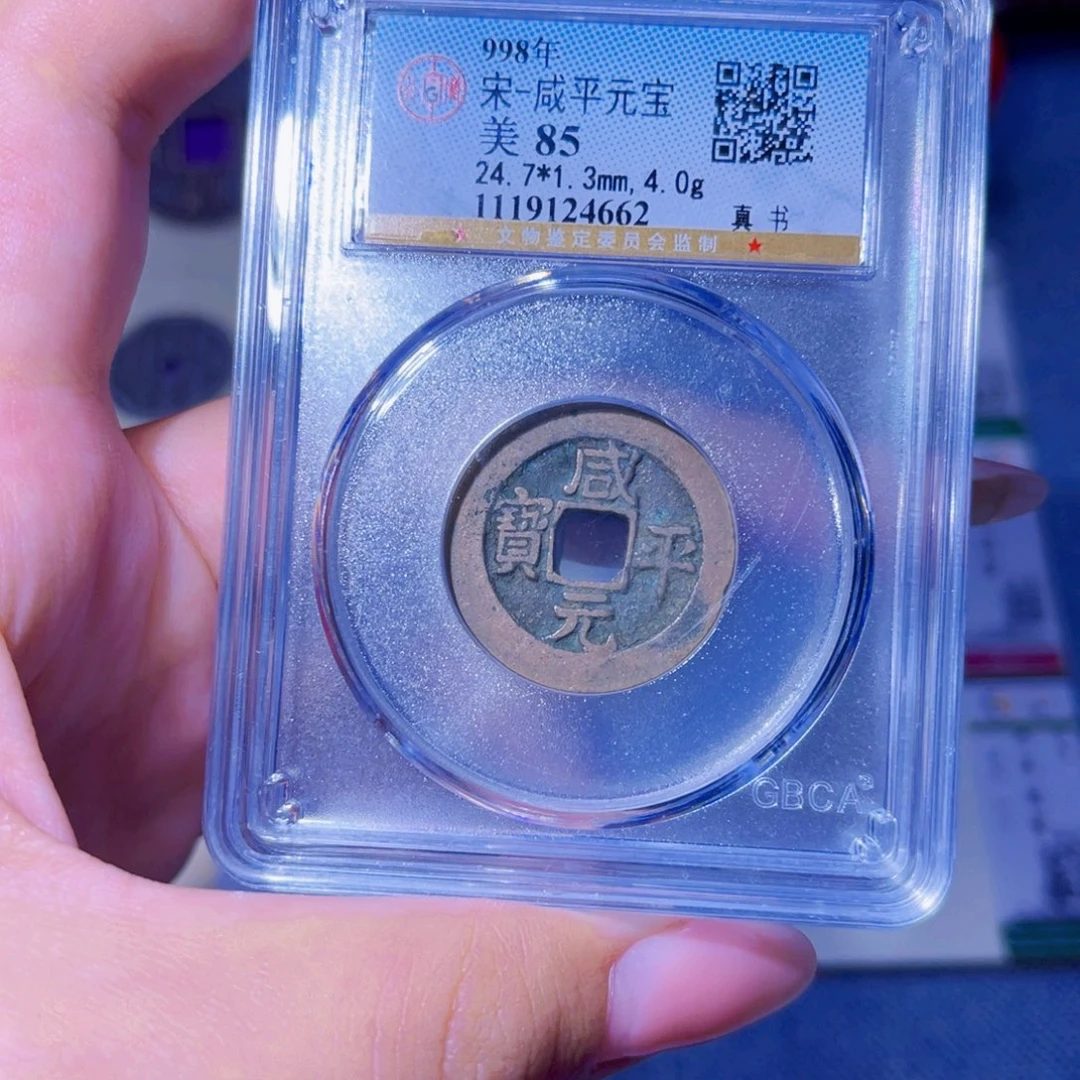 998年
宋-咸平元宝
美 85
24.7*1.3mm,4.0g
1119124662
真 书
文物鉴定委员会监制
咸平元寶
GBCA